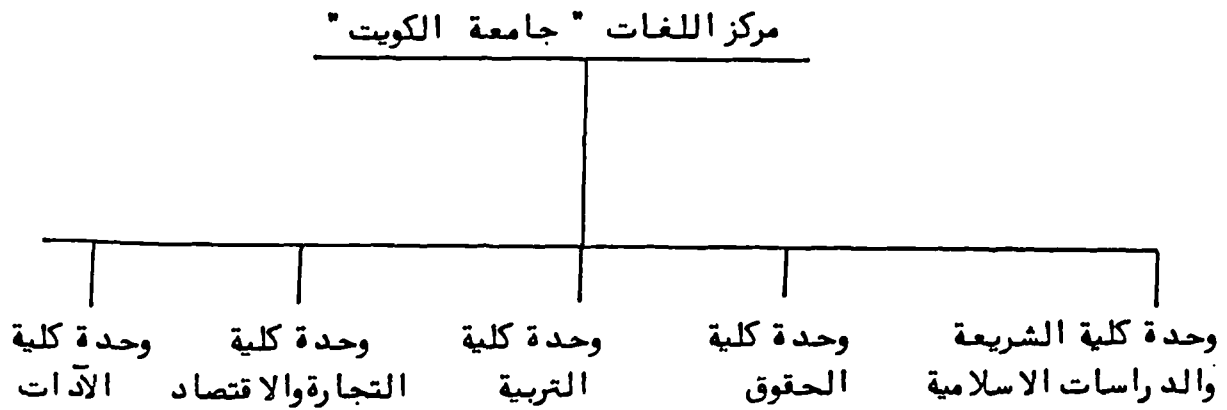 مركز اللغات " جامعة الكويت "
وحدة كلية الشريعة
والدراسات الاسلامية
وحدة كلية
الحقوق
وحدة كلية
التربية
وحدة كلية
التجارة والاقتصاد
وحدة كلية
الآدات